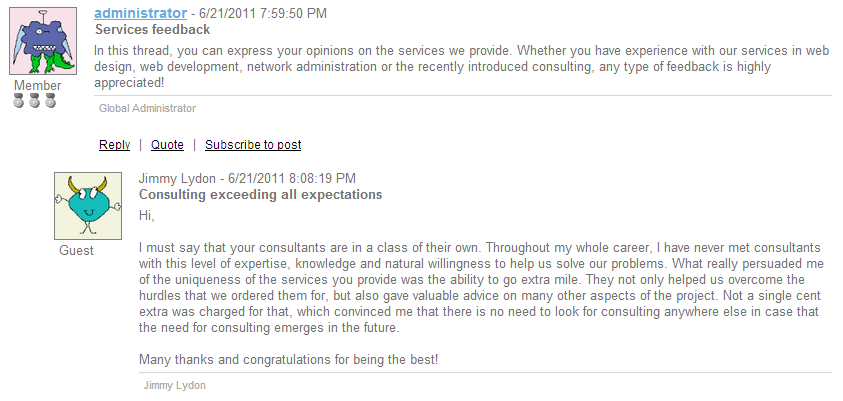 administrator - 6/21/2011 7:59:50 PM
Services feedback
In this thread, you can express your opinions on the services we provide. Whether you have experience with our services in web
design, web development, network administration or the recently introduced consulting, any type of feedback is highly
appreciated!
Member
Global Administrator
Reply | Quote | Subscribe to post
Jimmy Lydon - 6/21/2011 8:08:19 PM
Consulting exceeding all expectations
Hi,
Guest
I must say that your consultants are in a class of their own. Throughout my whole career, I have never met consultants
with this level of expertise, knowledge and natural willingness to help us solve our problems. What really persuaded me
of the uniqueness of the services you provide was the ability to go extra mile. They not only helped us overcome the
hurdles that we ordered them for, but also gave valuable advice on many other aspects of the project. Not a single cent
extra was charged for that, which convinced me that there is no need to look for consulting anywhere else in case that
the need for consulting emerges in the future.
Many thanks and congratulations for being the best!
Jimmy Lydon